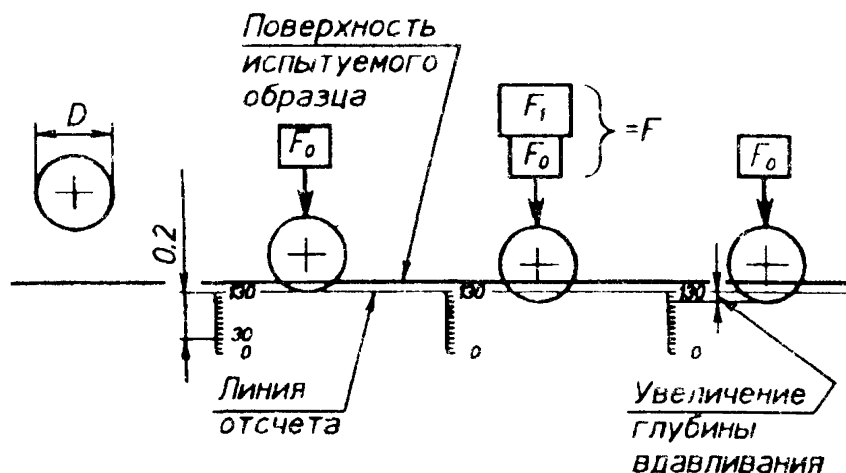 Поверхность
испытуемого
образца
D
F₀
F₁
F₀
=F
F₀
0.2
130
130
130
30
0
0
0
Линия
отсчета
Увеличение
глубины
вдавливания